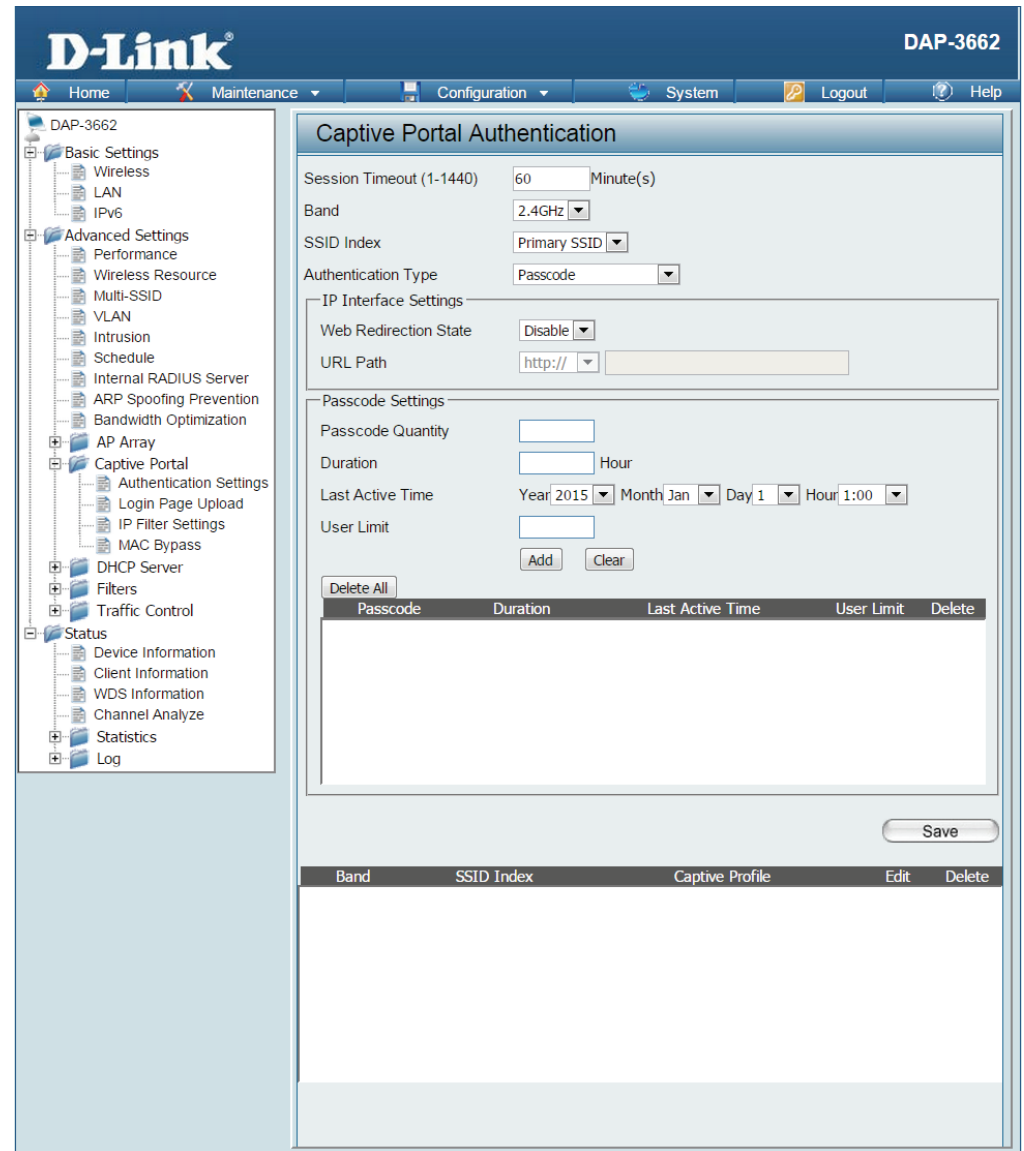 D-Link®
DAP-3662
Home Maintenance Configuration System Logout Help
DAP-3662
Basic Settings
Wireless
LAN
IPv6
Advanced Settings
Performance
Wireless Resource
Multi-SSID
VLAN
Intrusion
Schedule
Internal RADIUS Server
ARP Spoofing Prevention
Bandwidth Optimization
AP Array
Captive Portal
Authentication Settings
Login Page Upload
IP Filter Settings
MAC Bypass
DHCP Server
Filters
Traffic Control
Status
Device Information
Client Information
WDS Information
Channel Analyze
Statistics
Log
Captive Portal Authentication
Session Timeout (1-1440) 60 Minute(s)
Band 2.4GHz
SSID Index Primary SSID
Authentication Type Passcode
IP Interface Settings
Web Redirection State Disable
URL Path http://
Passcode Settings
Passcode Quantity
Duration Hour
Last Active Time Year 2015 Month Jan Day 1 Hour 1:00
User Limit
Add Clear
Delete All
Passcode Duration Last Active Time User Limit Delete
Save
Band SSID Index Captive Profile Edit Delete